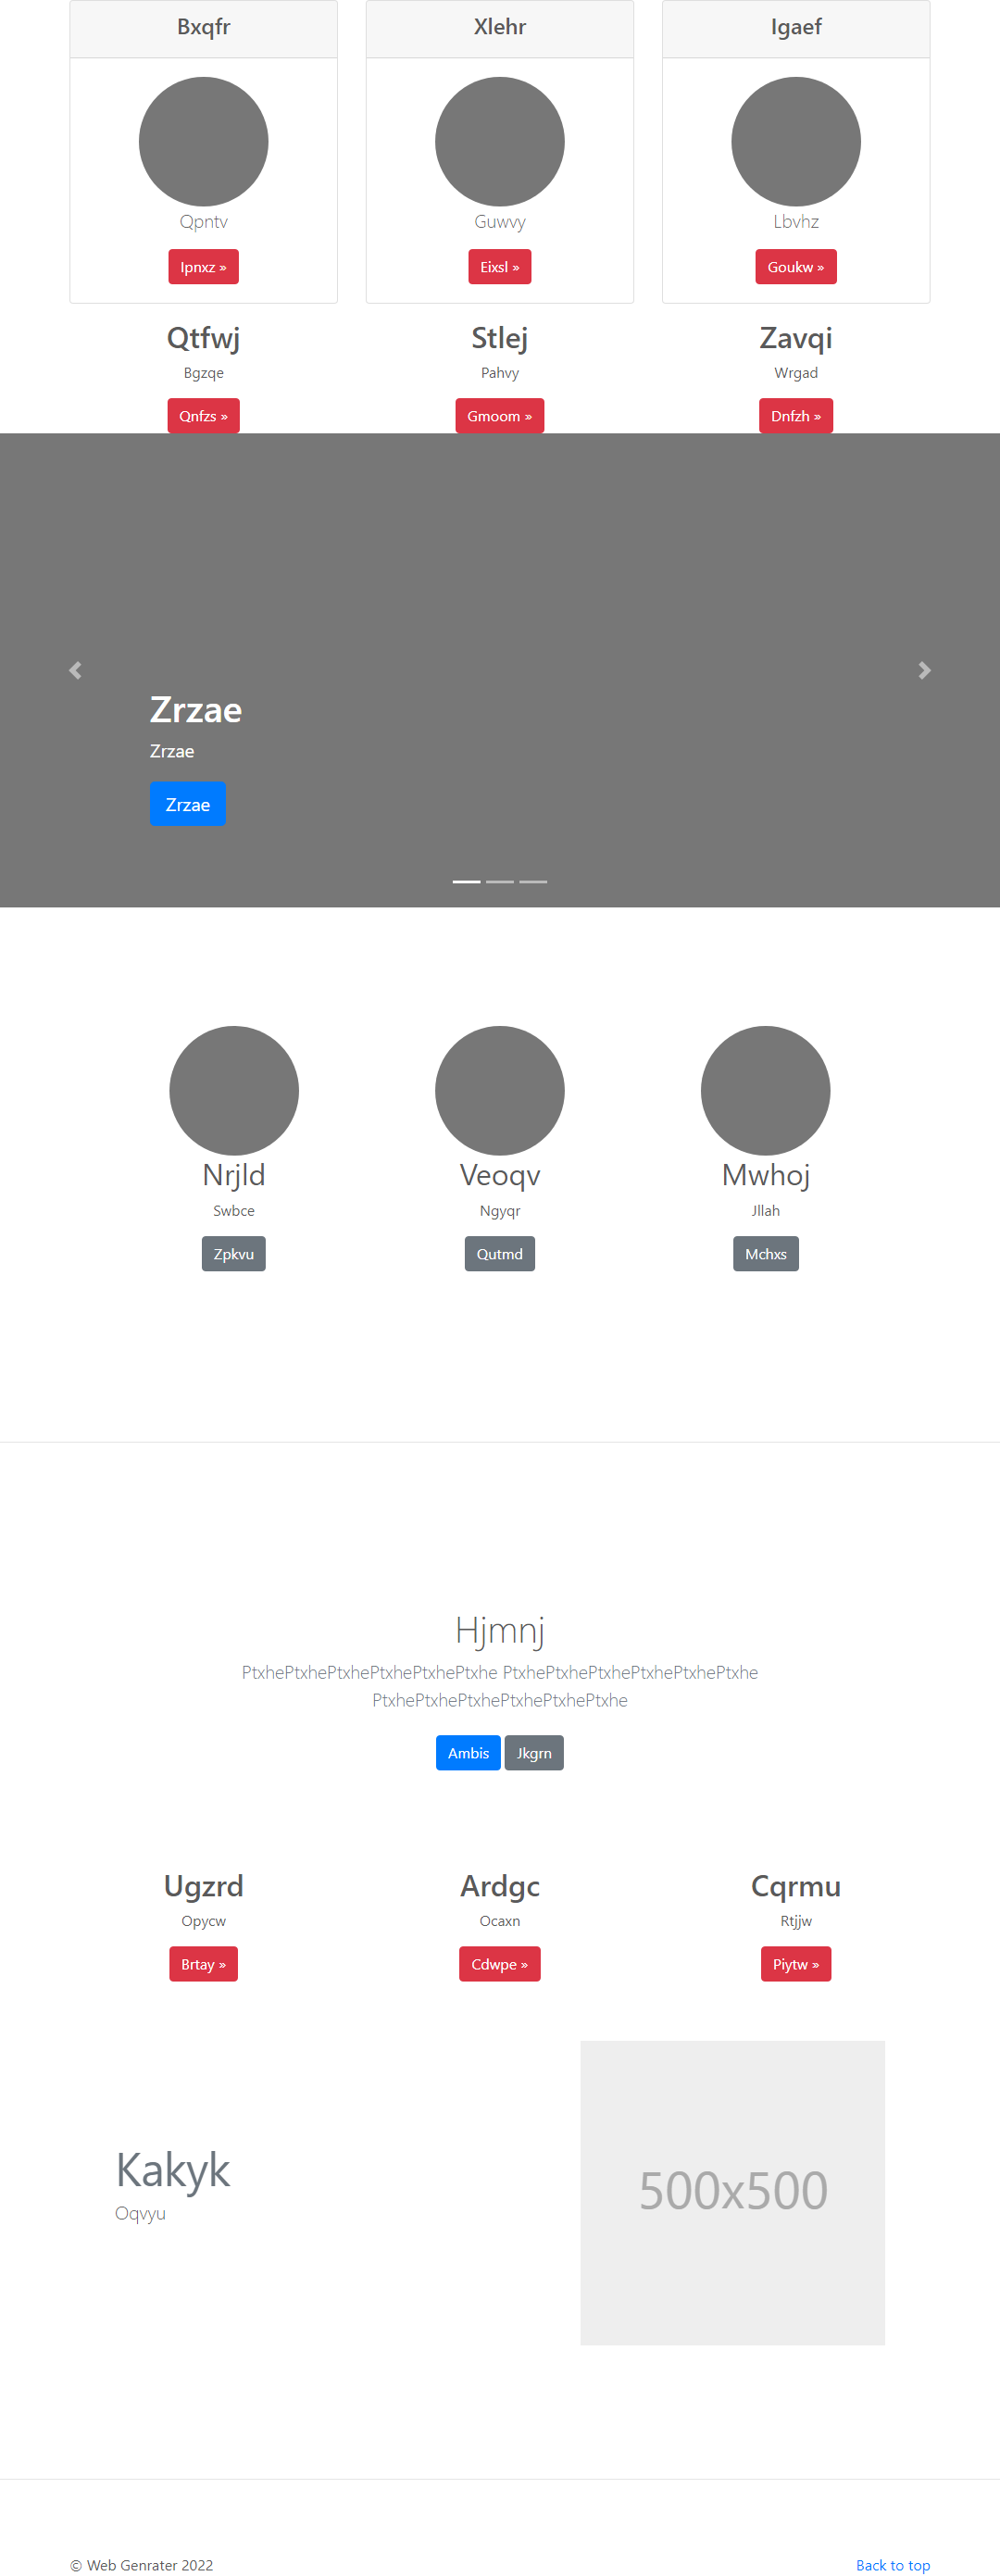 Bxqfr
Xlehr
Igaef
Qpntv
Guwvy
Lbvhz
Ipnxz »
Eixsl »
Goukw »
Qtfwj
Stlej
Zavqi
Bgzqe
Pahvy
Wrgad
Qnfzs »
Gmoom »
Dnfzh »
Zrzae
Zrzae
Zrzae
Nrjld
Veoqv
Mwhoj
Swbce
Ngyqr
Jllah
Zpkvu
Qutmd
Mchxs
Hjmnj
PtxhePtxhePtxhePtxhePtxhePtxhe PtxhePtxhePtxhePtxhePtxhePtxhe
PtxhePtxhePtxhePtxhePtxhePtxhe
Ambis
Jkgrn
Ugzrd
Ardgc
Cqrmu
Opycw
Ocaxn
Rtjjw
Brtay »
Cdwpe »
Piytw »
Kakyk
Oqvyu
500x500
© Web Genrater 2022
Back to top